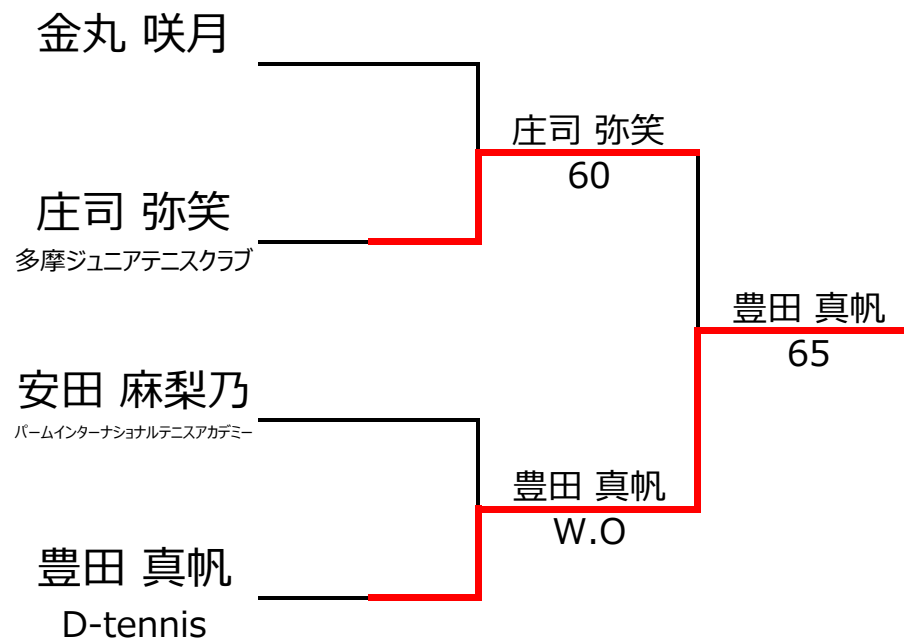 金丸 咲月
庄司 弥笑
60
庄司 弥笑
多摩ジュニアテニスクラブ
豊田 真帆
65
安田 麻梨乃
パームインターナショナルテニスアカデミー
豊田 真帆
W.O
豊田 真帆
D-tennis